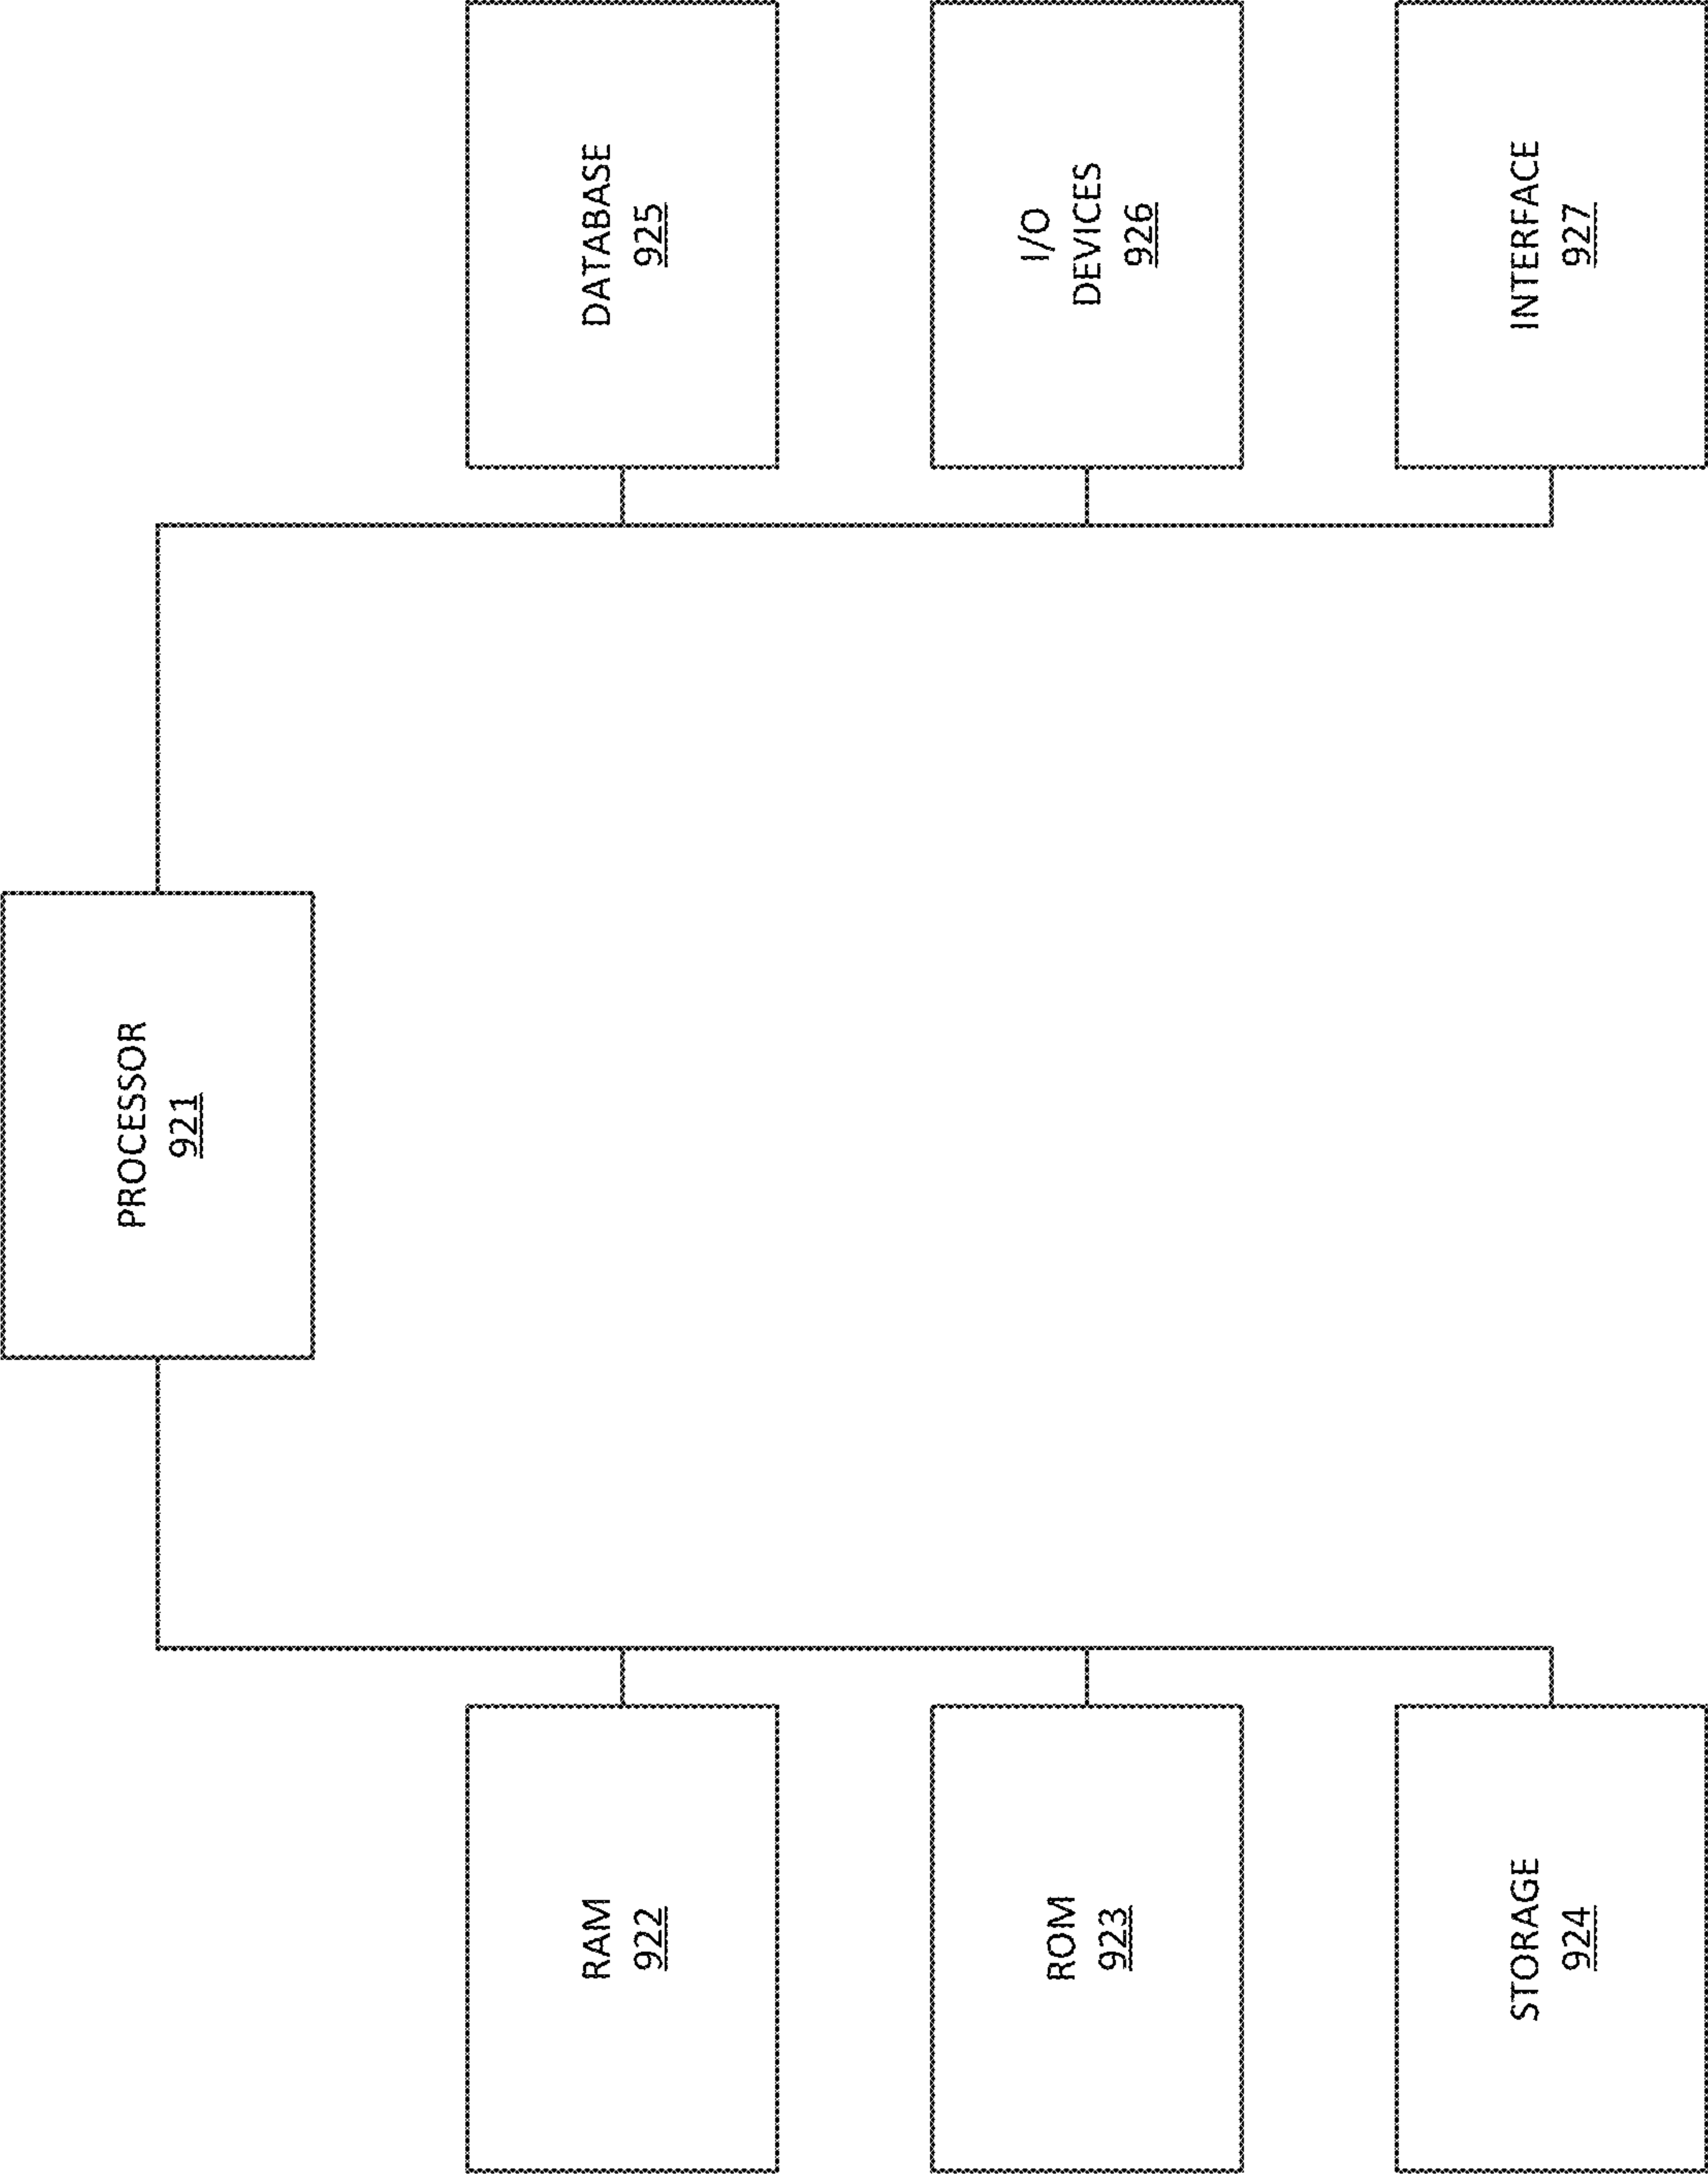 PROCESSOR
921
RAM
922
DATABASE
925
ROM
923
I/O
DEVICES
926
STORAGE
924
INTERFACE
927